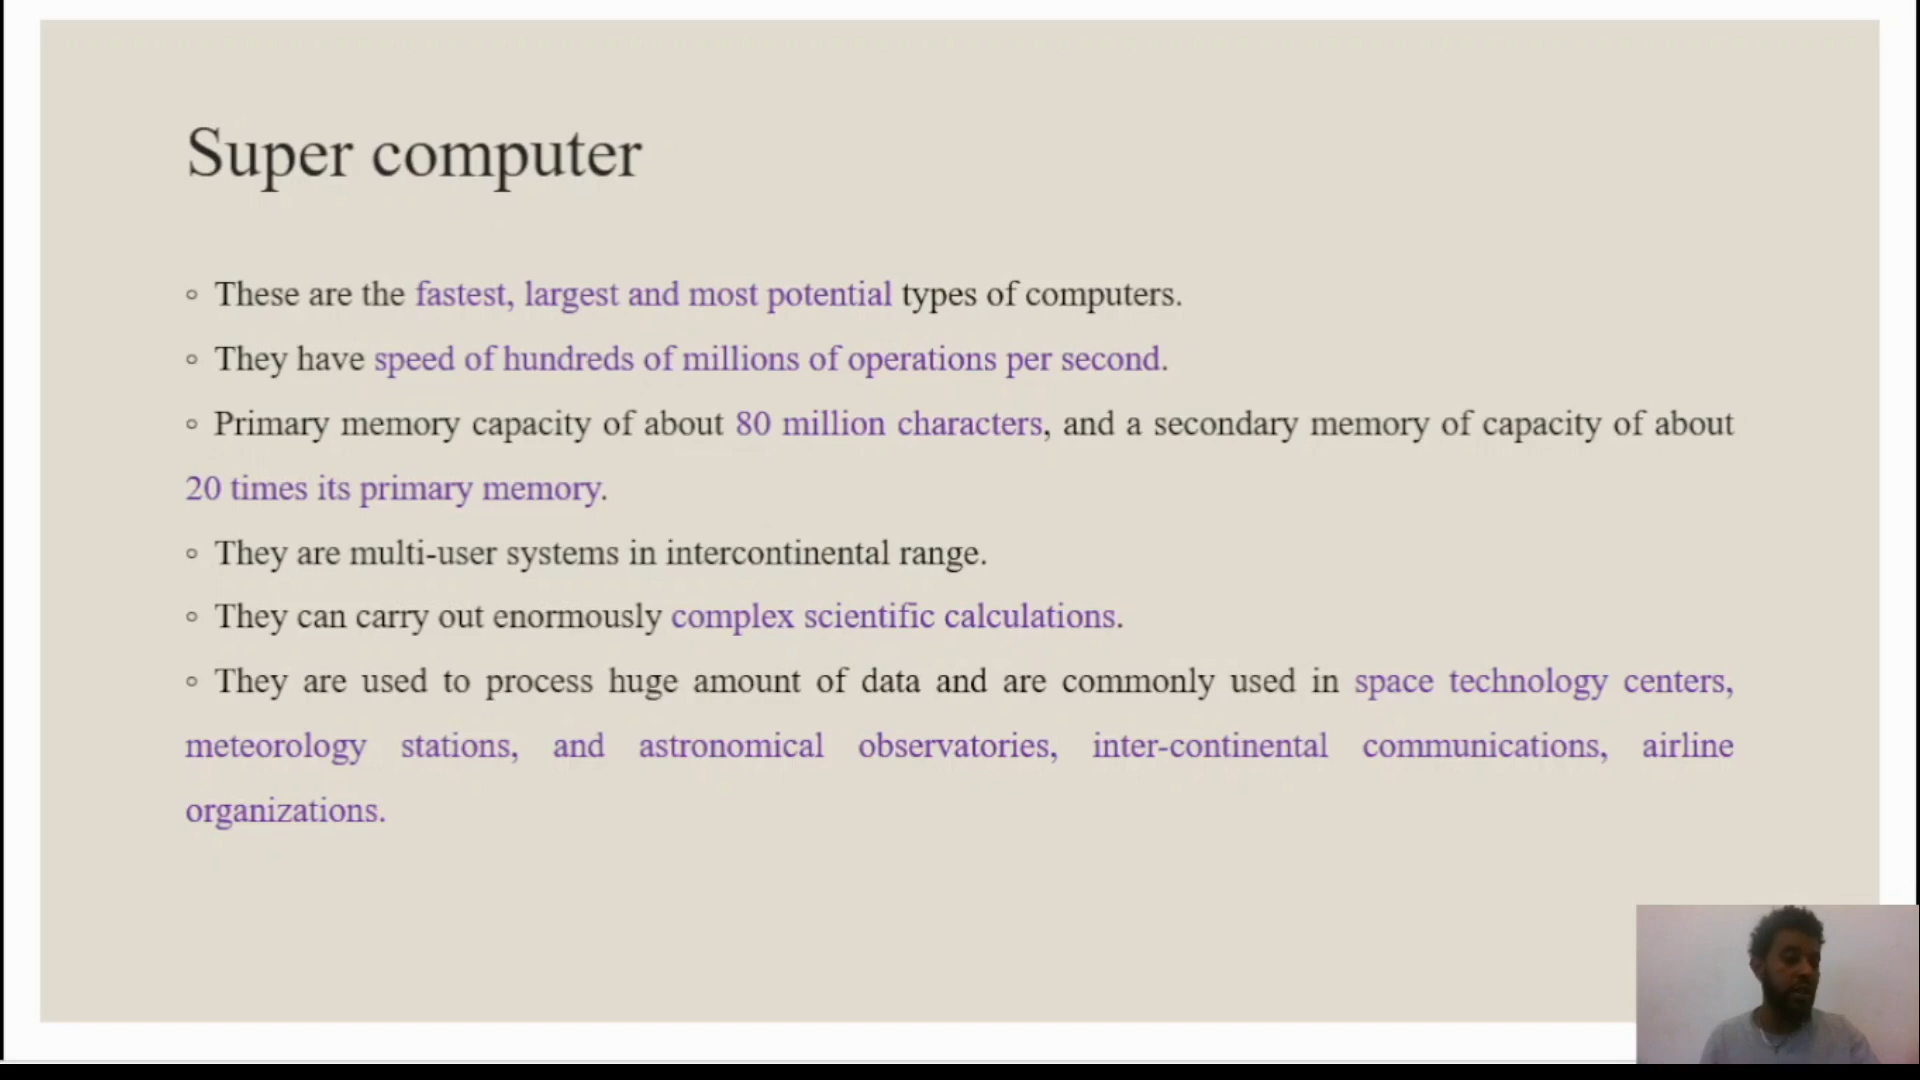 Super computer
◦ These are the fastest, largest and most potential types of computers.
◦ They have speed of hundreds of millions of operations per second.
◦ Primary memory capacity of about 80 million characters, and a secondary memory of capacity of about
20 times its primary memory.
◦ They are multi-user systems in intercontinental range.
◦ They can carry out enormously complex scientific calculations.
◦ They are used to process huge amount of data and are commonly used in space technology centers,
meteorology stations, and astronomical observatories, inter-continental communications, airline
organizations.